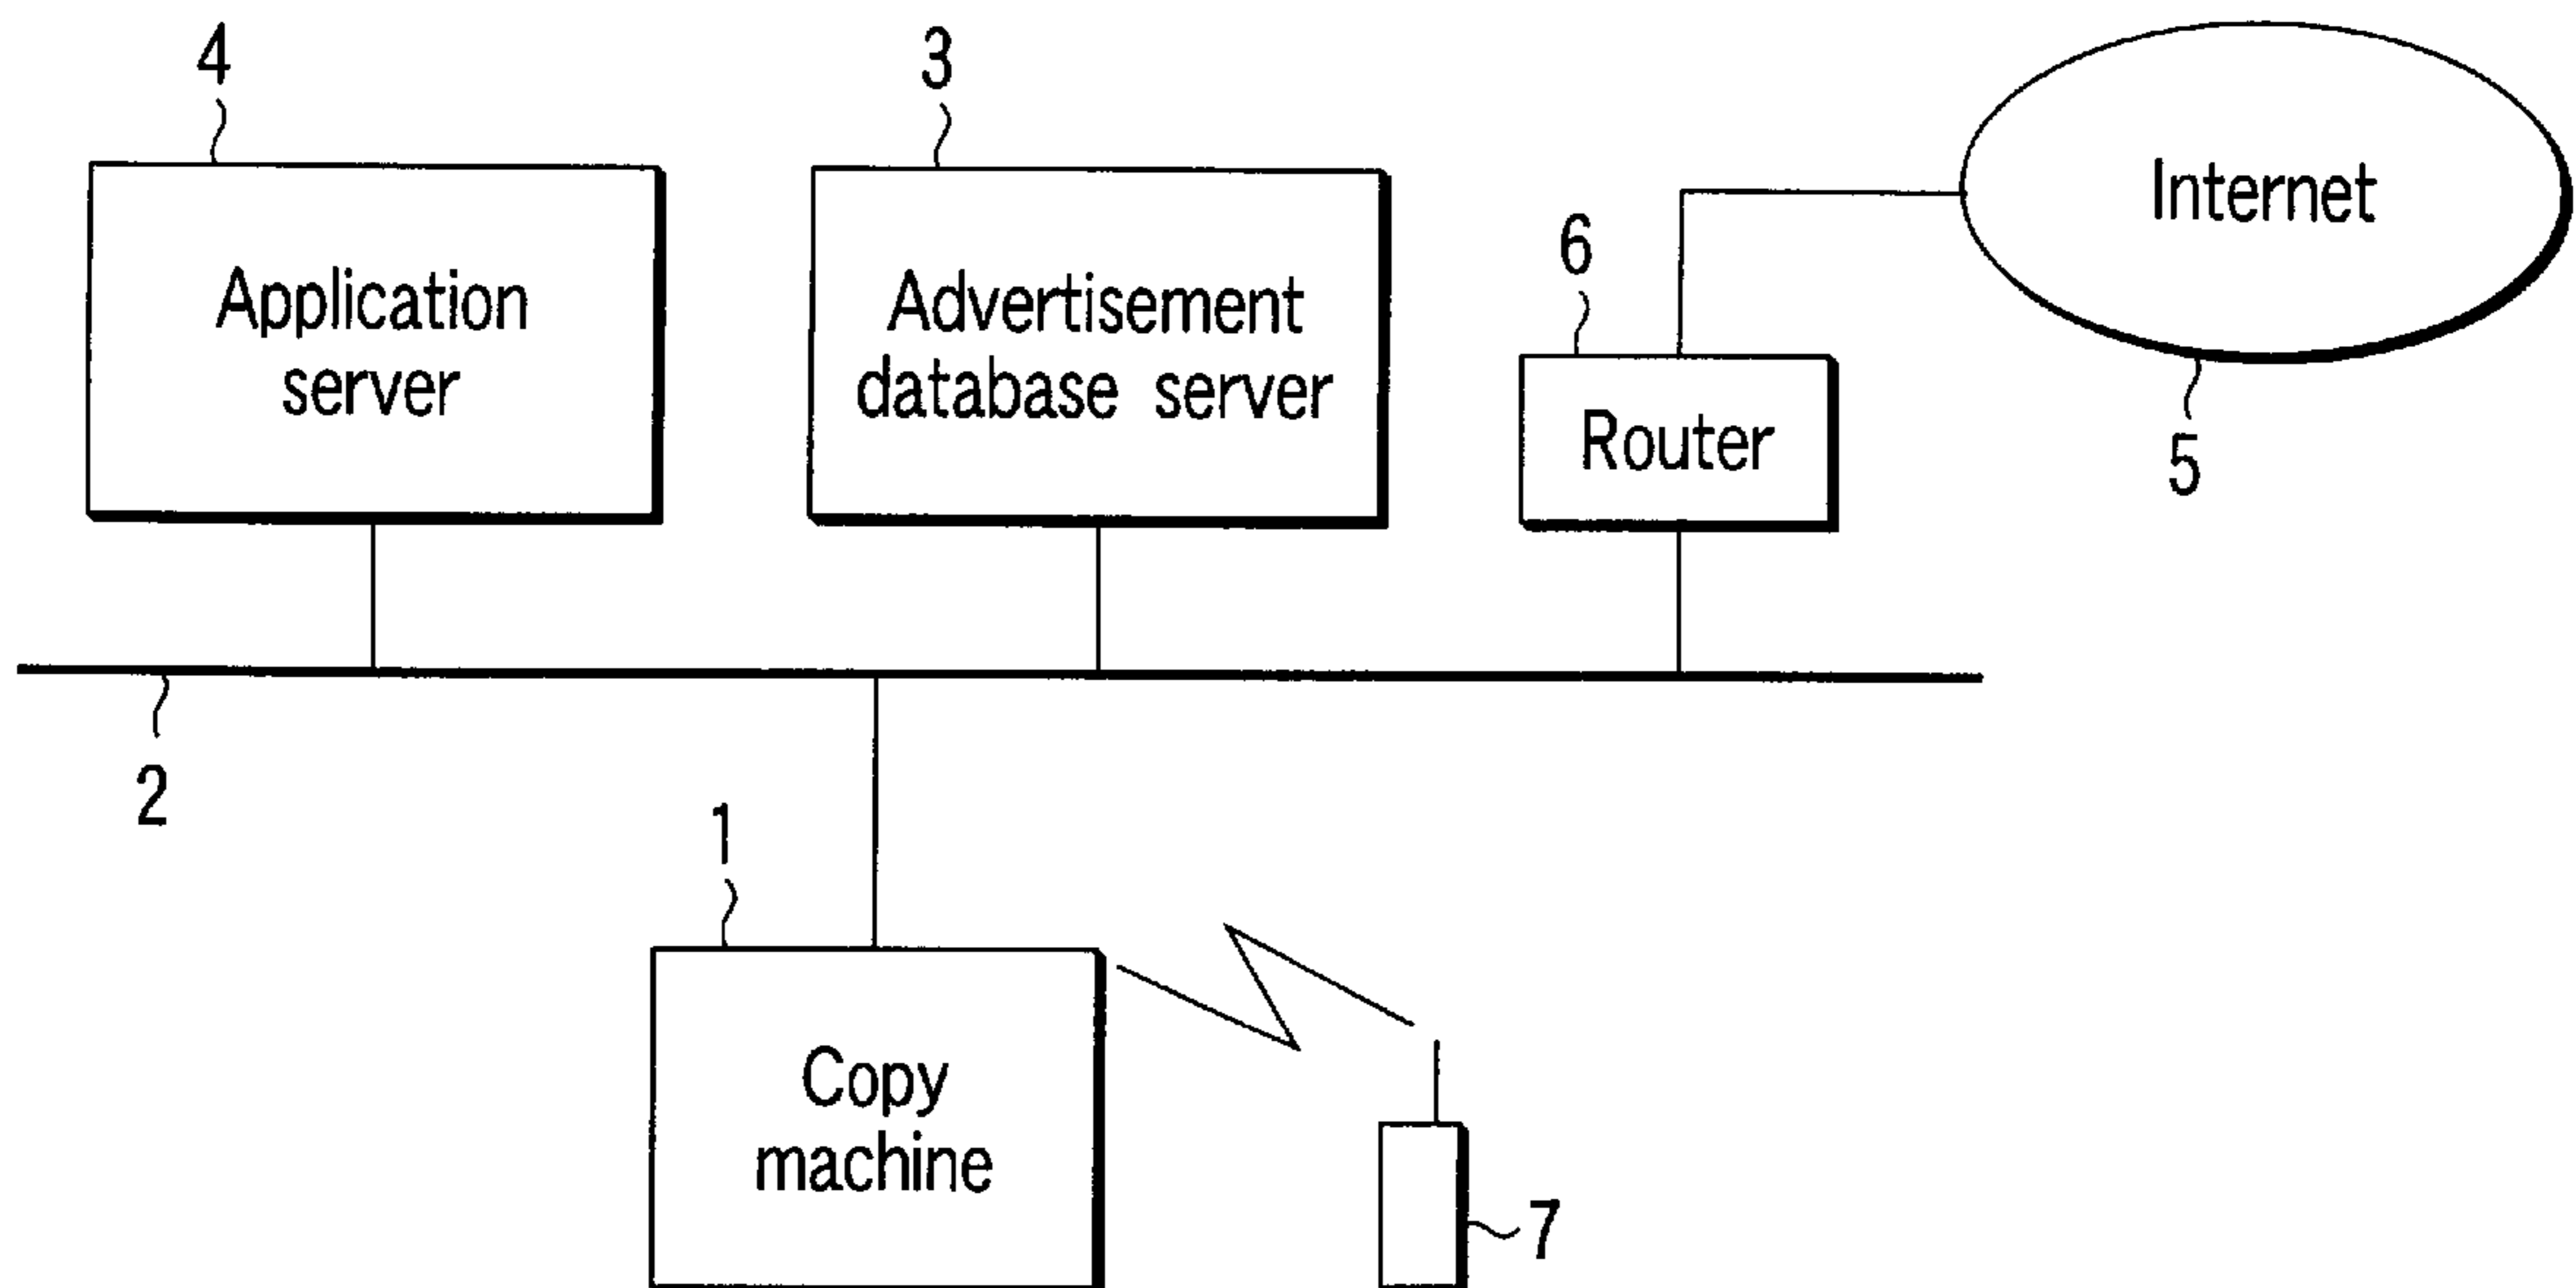 4
3
Application
server
Advertisement
database server
6
Router
Internet
5
2
1
Copy
machine
7